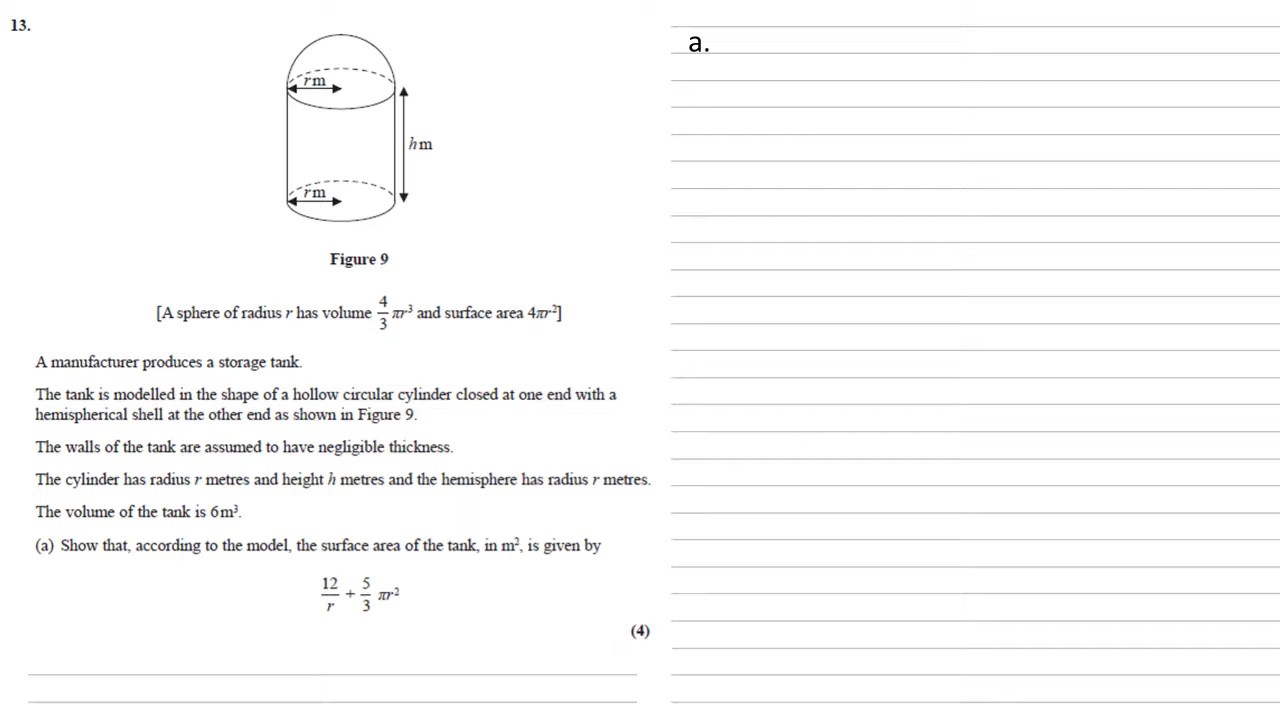 13.
r m
h m
r m
Figure 9
[A sphere of radius r has volume 4/3 πr³ and surface area 4πr²]
A manufacturer produces a storage tank.
The tank is modelled in the shape of a hollow circular cylinder closed at one end with a
hemispherical shell at the other end as shown in Figure 9.
The walls of the tank are assumed to have negligible thickness.
The cylinder has radius r metres and height h metres and the hemisphere has radius r metres.
The volume of the tank is 6 m³.
(a) Show that, according to the model, the surface area of the tank, in m², is given by
12/r + 5/3 πr²
(4)
a.